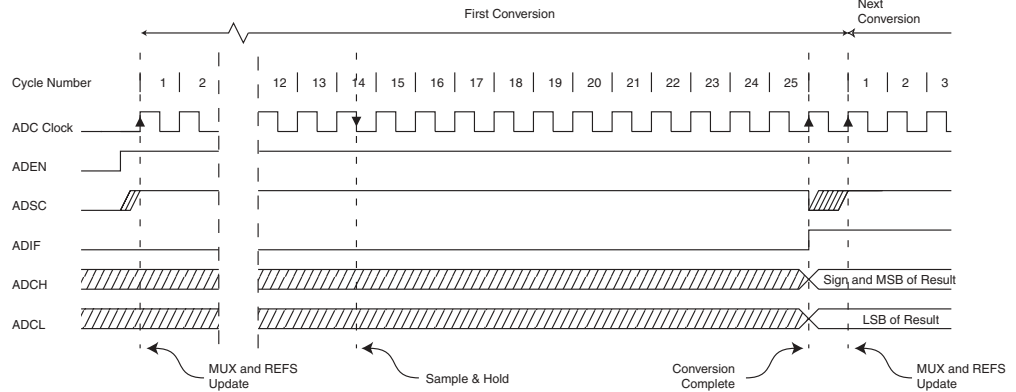 Next
Conversion
First Conversion
Cycle Number 1 2 12 13 14 15 16 17 18 19 20 21 22 23 24 25 1 2 3
ADC Clock
ADEN
ADSC
ADIF
ADCH Sign and MSB of Result
ADCL LSB of Result
MUX and REFS
Update
Sample & Hold
Conversion
Complete
MUX and REFS
Update